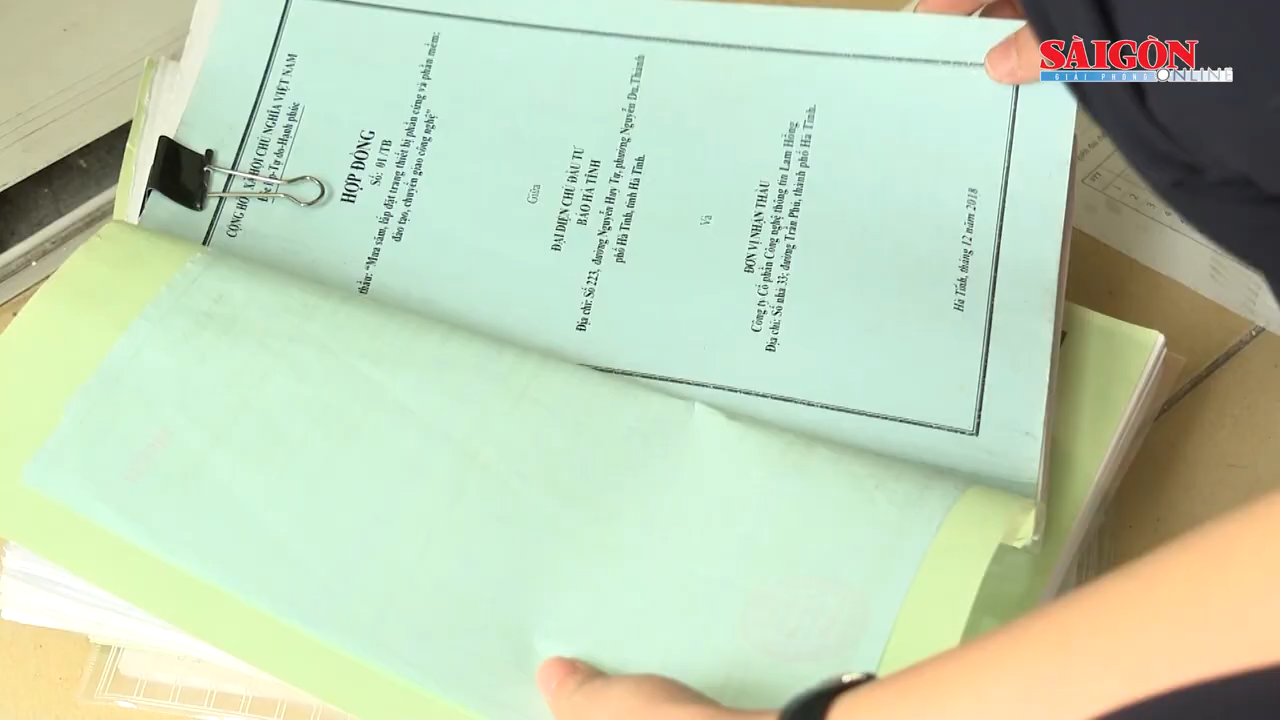 SÀIGÒN
GIẢI PHÓNG ONLINE
CỘNG HÒA XÃ HỘI CHỦ NGHĨA VIỆT NAM
Tự do-Hạnh phúc
HỢP ĐỒNG
Số: 01 TB
thầu: "Mua sắm, lắp đặt trang thiết bị phần cứng và phần mềm;
đào tạo, chuyển giao công nghệ"
Giữa
ĐẠI DIỆN CHỦ ĐẦU TƯ
BÁO HÀ TĨNH
Địa chỉ: Số 223, đường Nguyễn Huy Tự, phường Nguyễn Du, Thành
phố Hà Tĩnh, tỉnh Hà Tĩnh.
Và
ĐƠN VỊ NHẬN THẦU
Công ty Cổ phần Công nghệ thông tin Lam Hồng
Địa chỉ: Số nhà 33; đường Trần Phú, thành phố Hà Tĩnh.
Hà Tĩnh, tháng 12 năm 2018
STT
1
2
3